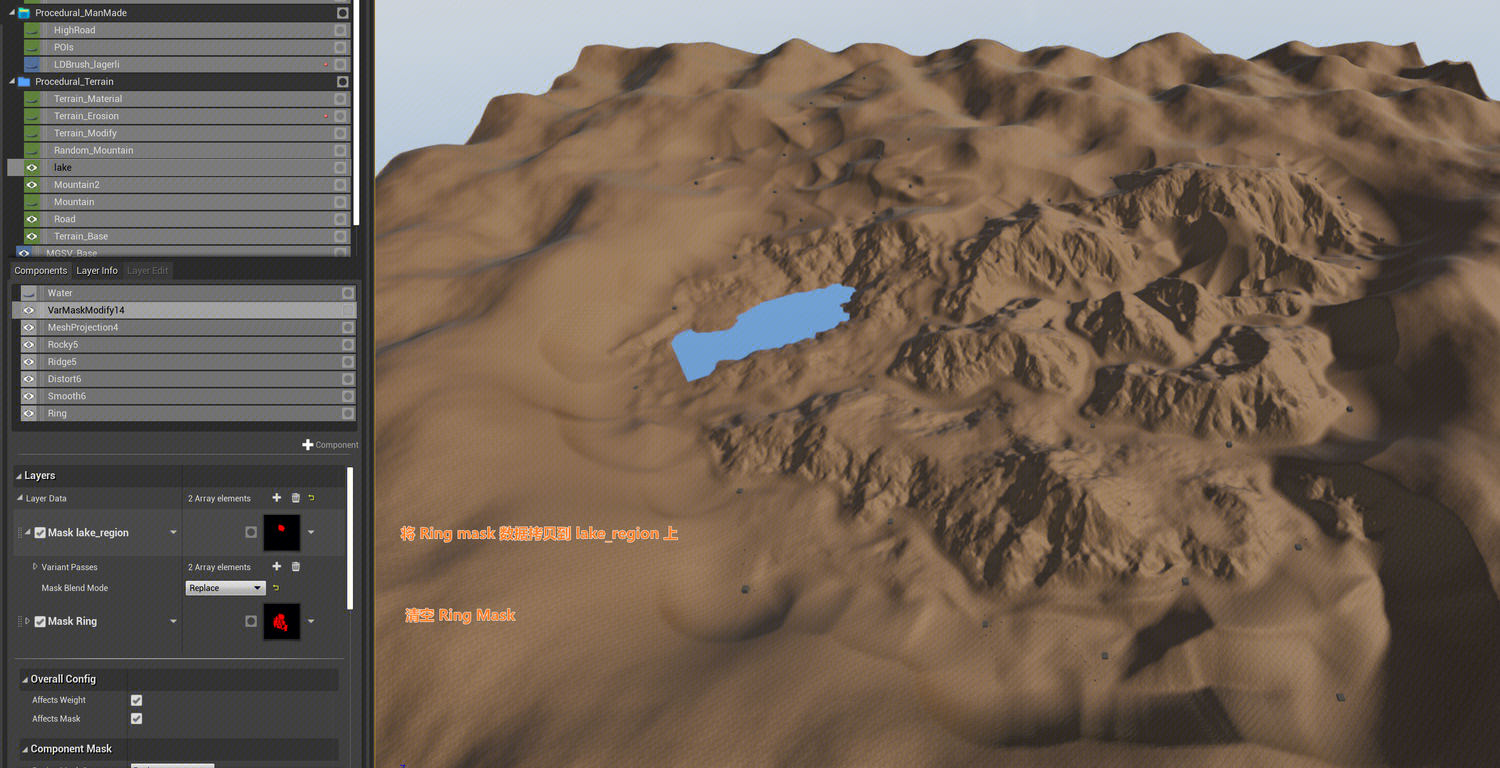 Procedural_ManMade
HighRoad
POIs
LDBrush_lagerli
Procedural_Terrain
Terrain_Material
Terrain_Erosion
Terrain_Modify
Random_Mountain
lake
Mountain2
Mountain
Road
Terrain_Base
MGSV_Base
Components Layer Info Layer Edit
Water
VarMaskModify14
MeshProjection4
Rocky5
Ridge5
Distort6
Smooth6
Ring
Component
Layers
Layer Data 2 Array elements
Mask lake_region
Variant Passes 2 Array elements
Mask Blend Mode Replace
Mask Ring
Overall Config
Affects Weight
Affects Mask
Component Mask
将 Ring mask 数据拷贝到 lake_region 上
清空 Ring Mask